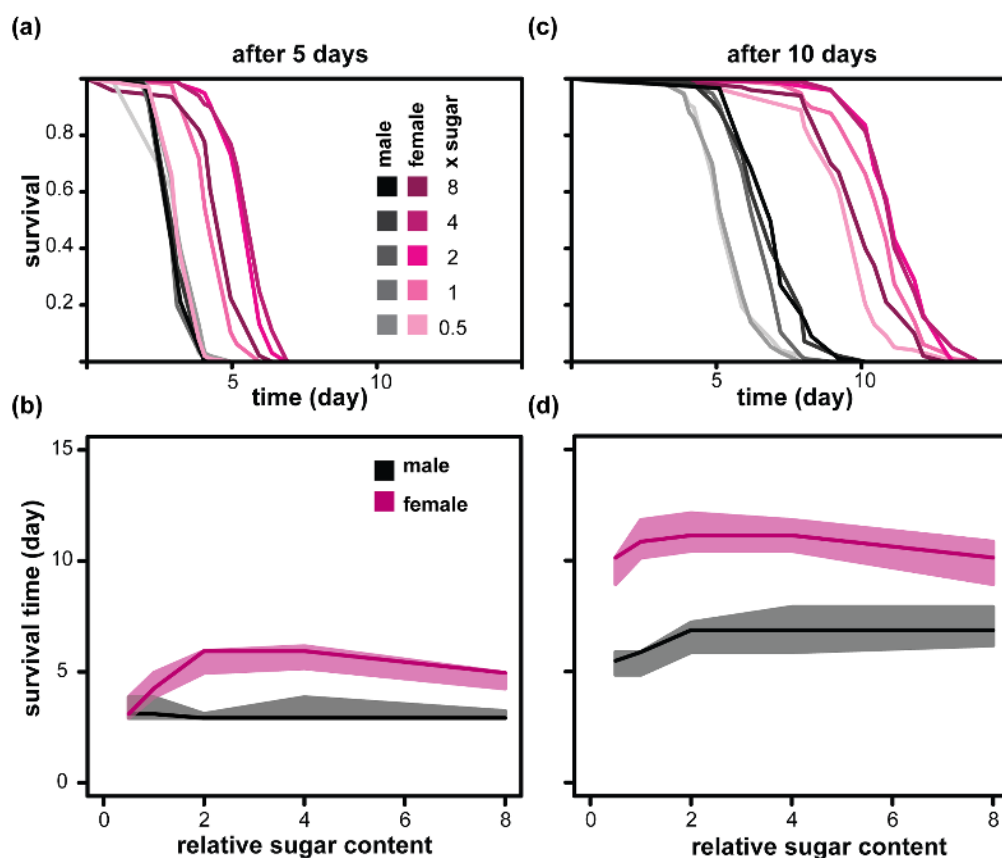 (a)
after 5 days
(c)
after 10 days
survival
0.8
0.6
0.4
0.2
male
female
x sugar
8
4
2
1
0.5
5
10
time (day)
5
10
time (day)
(b)
(d)
survival time (day)
15
10
5
0
male
female
0
2
4
6
8
relative sugar content
0
2
4
6
8
relative sugar content